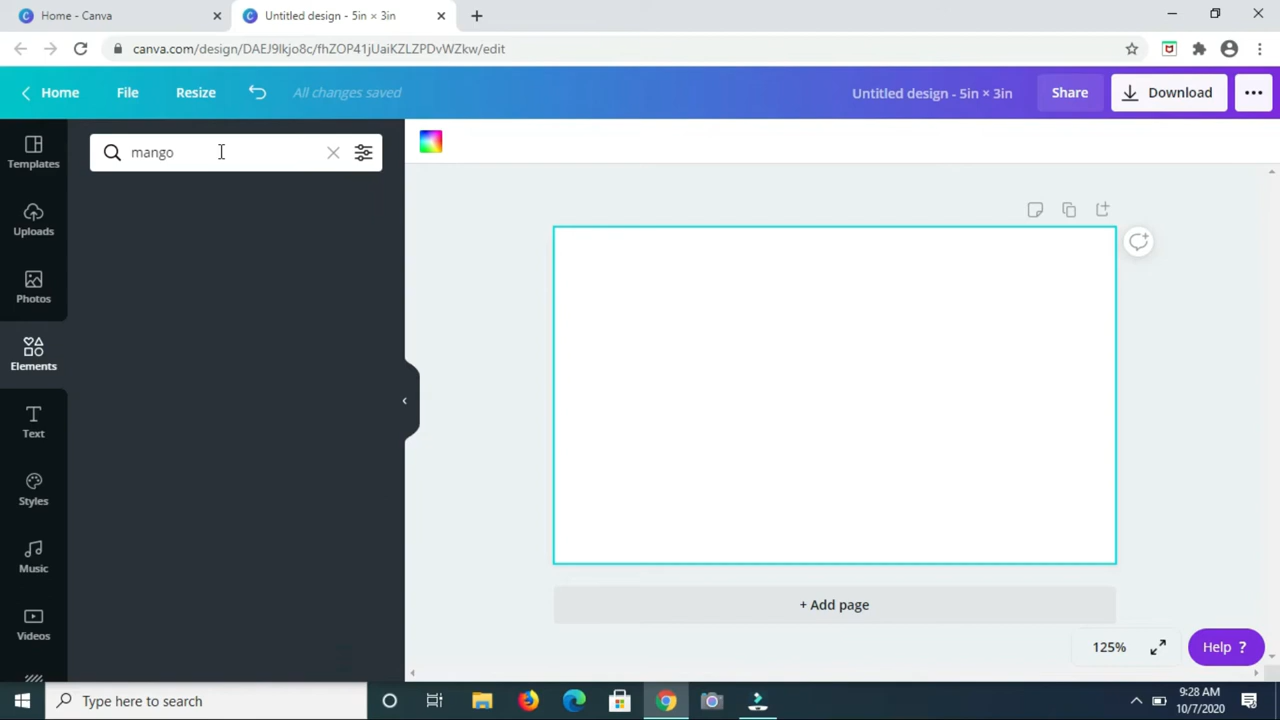 Home - Canva
Untitled design - 5in × 3in
canva.com/design/DAEJ9lkjo8c/fhZOP41jUaiKZLZPDvWZkw/edit
Home
File
Resize
All changes saved
Untitled design - 5in × 3in
Share
Download
mango
Templates
Uploads
Photos
Elements
Text
Styles
Music
Videos
+ Add page
125%
Help ?
Type here to search
9:28 AM
10/7/2020